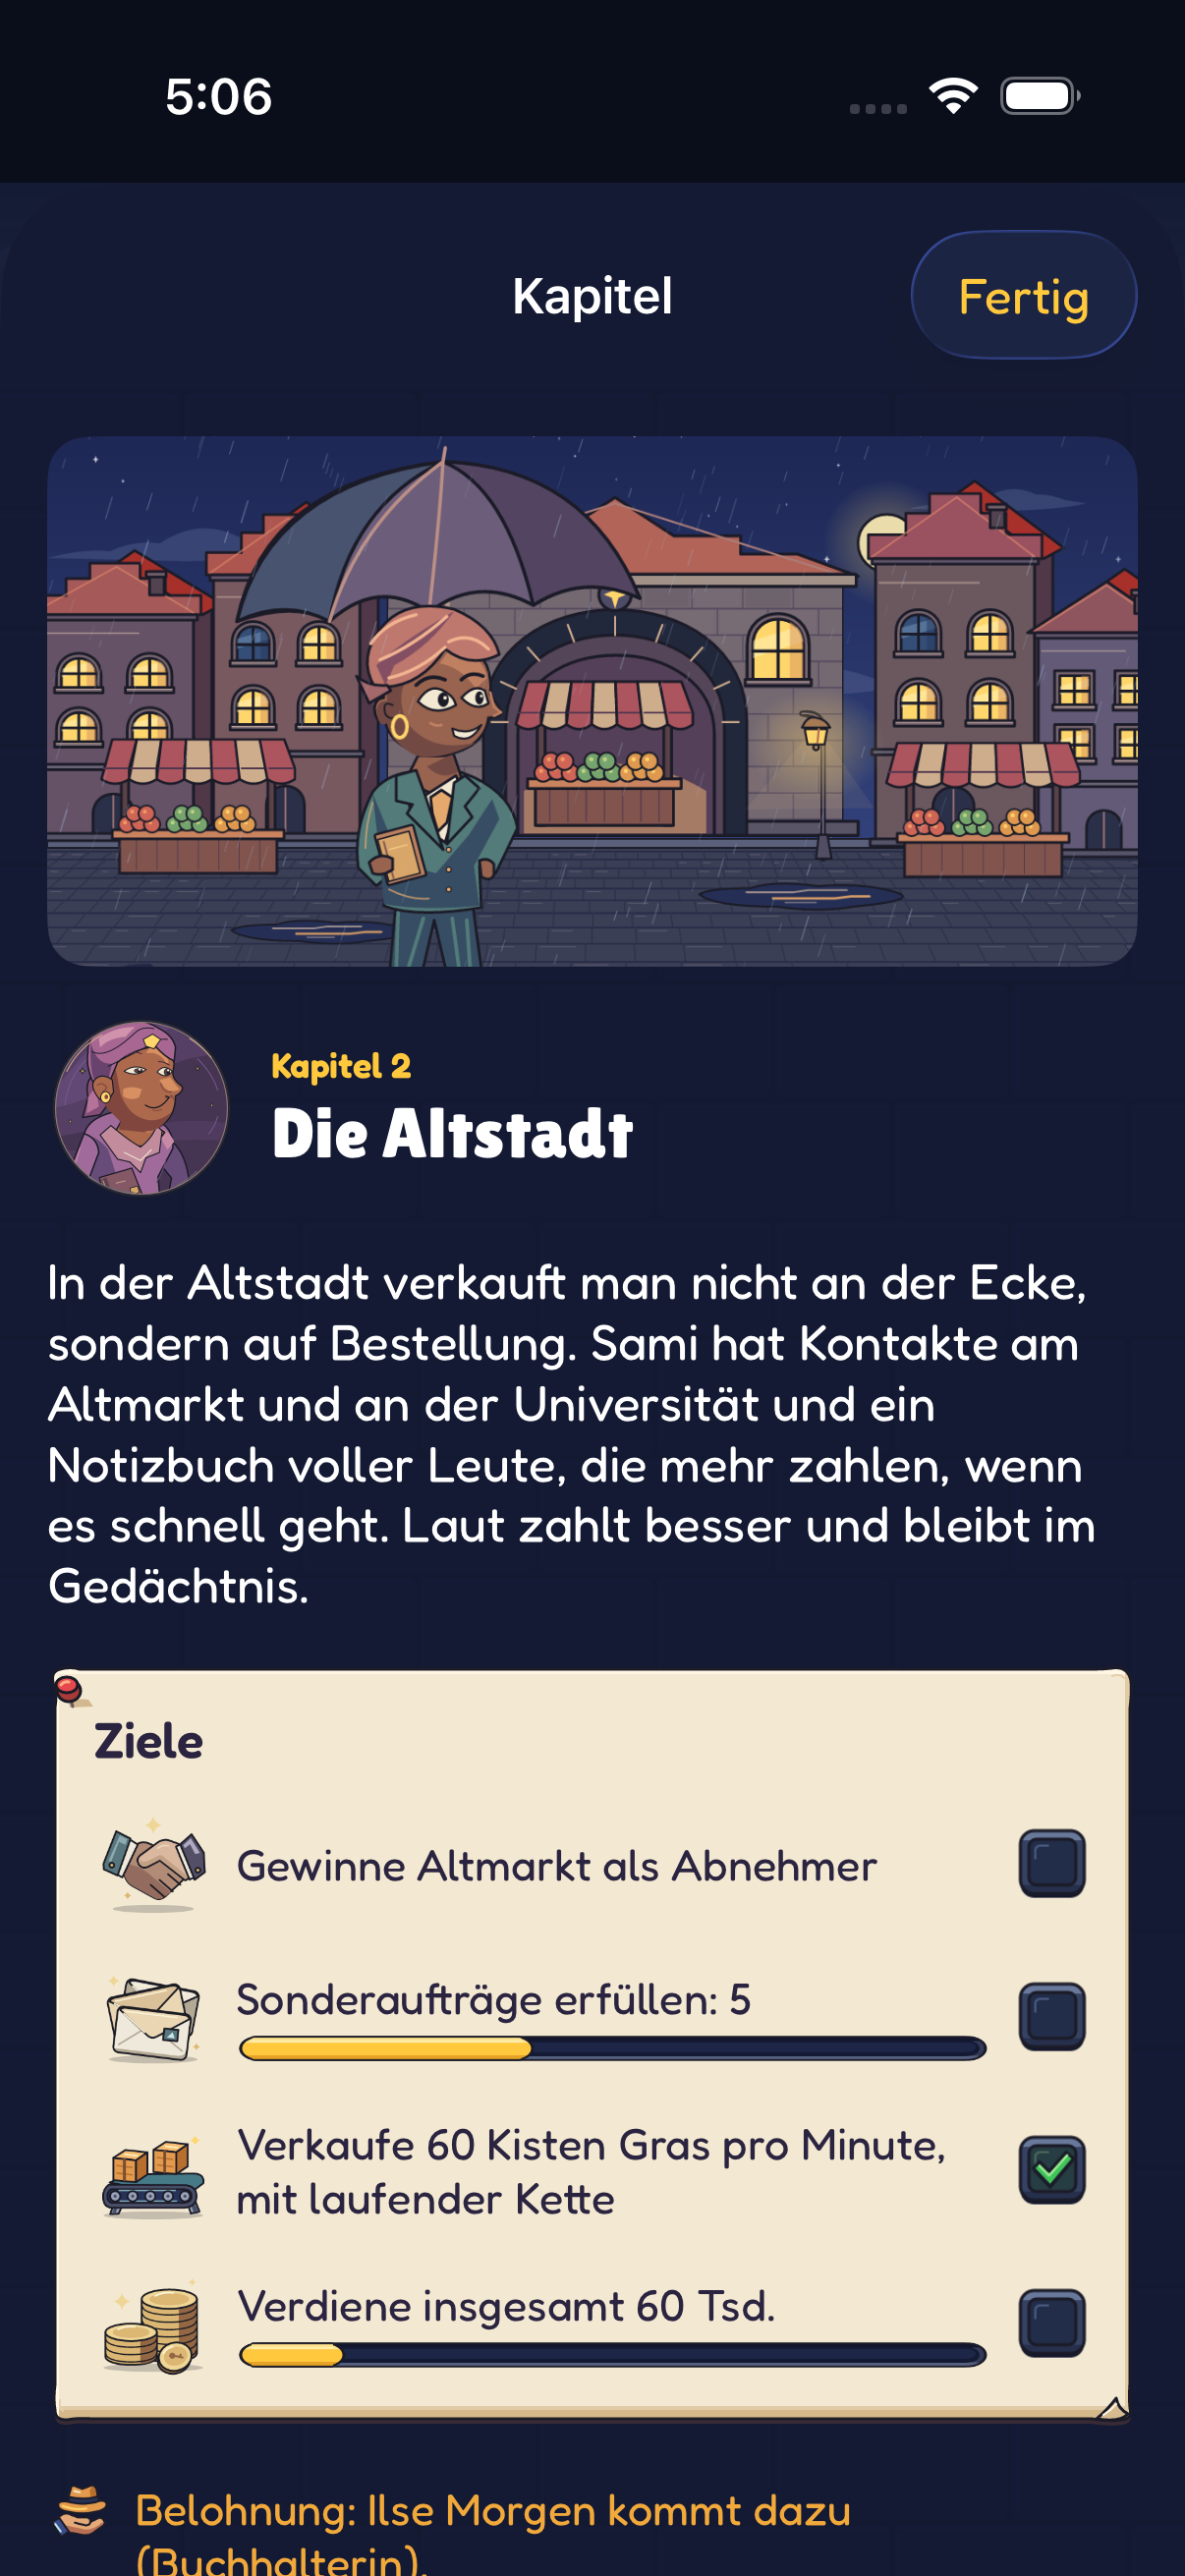 5:06
Kapitel
Fertig
Kapitel 2
Die Altstadt
In der Altstadt verkauft man nicht an der Ecke,
sondern auf Bestellung. Sami hat Kontakte am
Altmarkt und an der Universität und ein
Notizbuch voller Leute, die mehr zahlen, wenn
es schnell geht. Laut zahlt besser und bleibt im
Gedächtnis.
Ziele
Gewinne Altmarkt als Abnehmer
Sonderaufträge erfüllen: 5
Verkaufe 60 Kisten Gras pro Minute,
mit laufender Kette
Verdiene insgesamt 60 Tsd.
Belohnung: Ilse Morgen kommt dazu
(Buchhalterin).